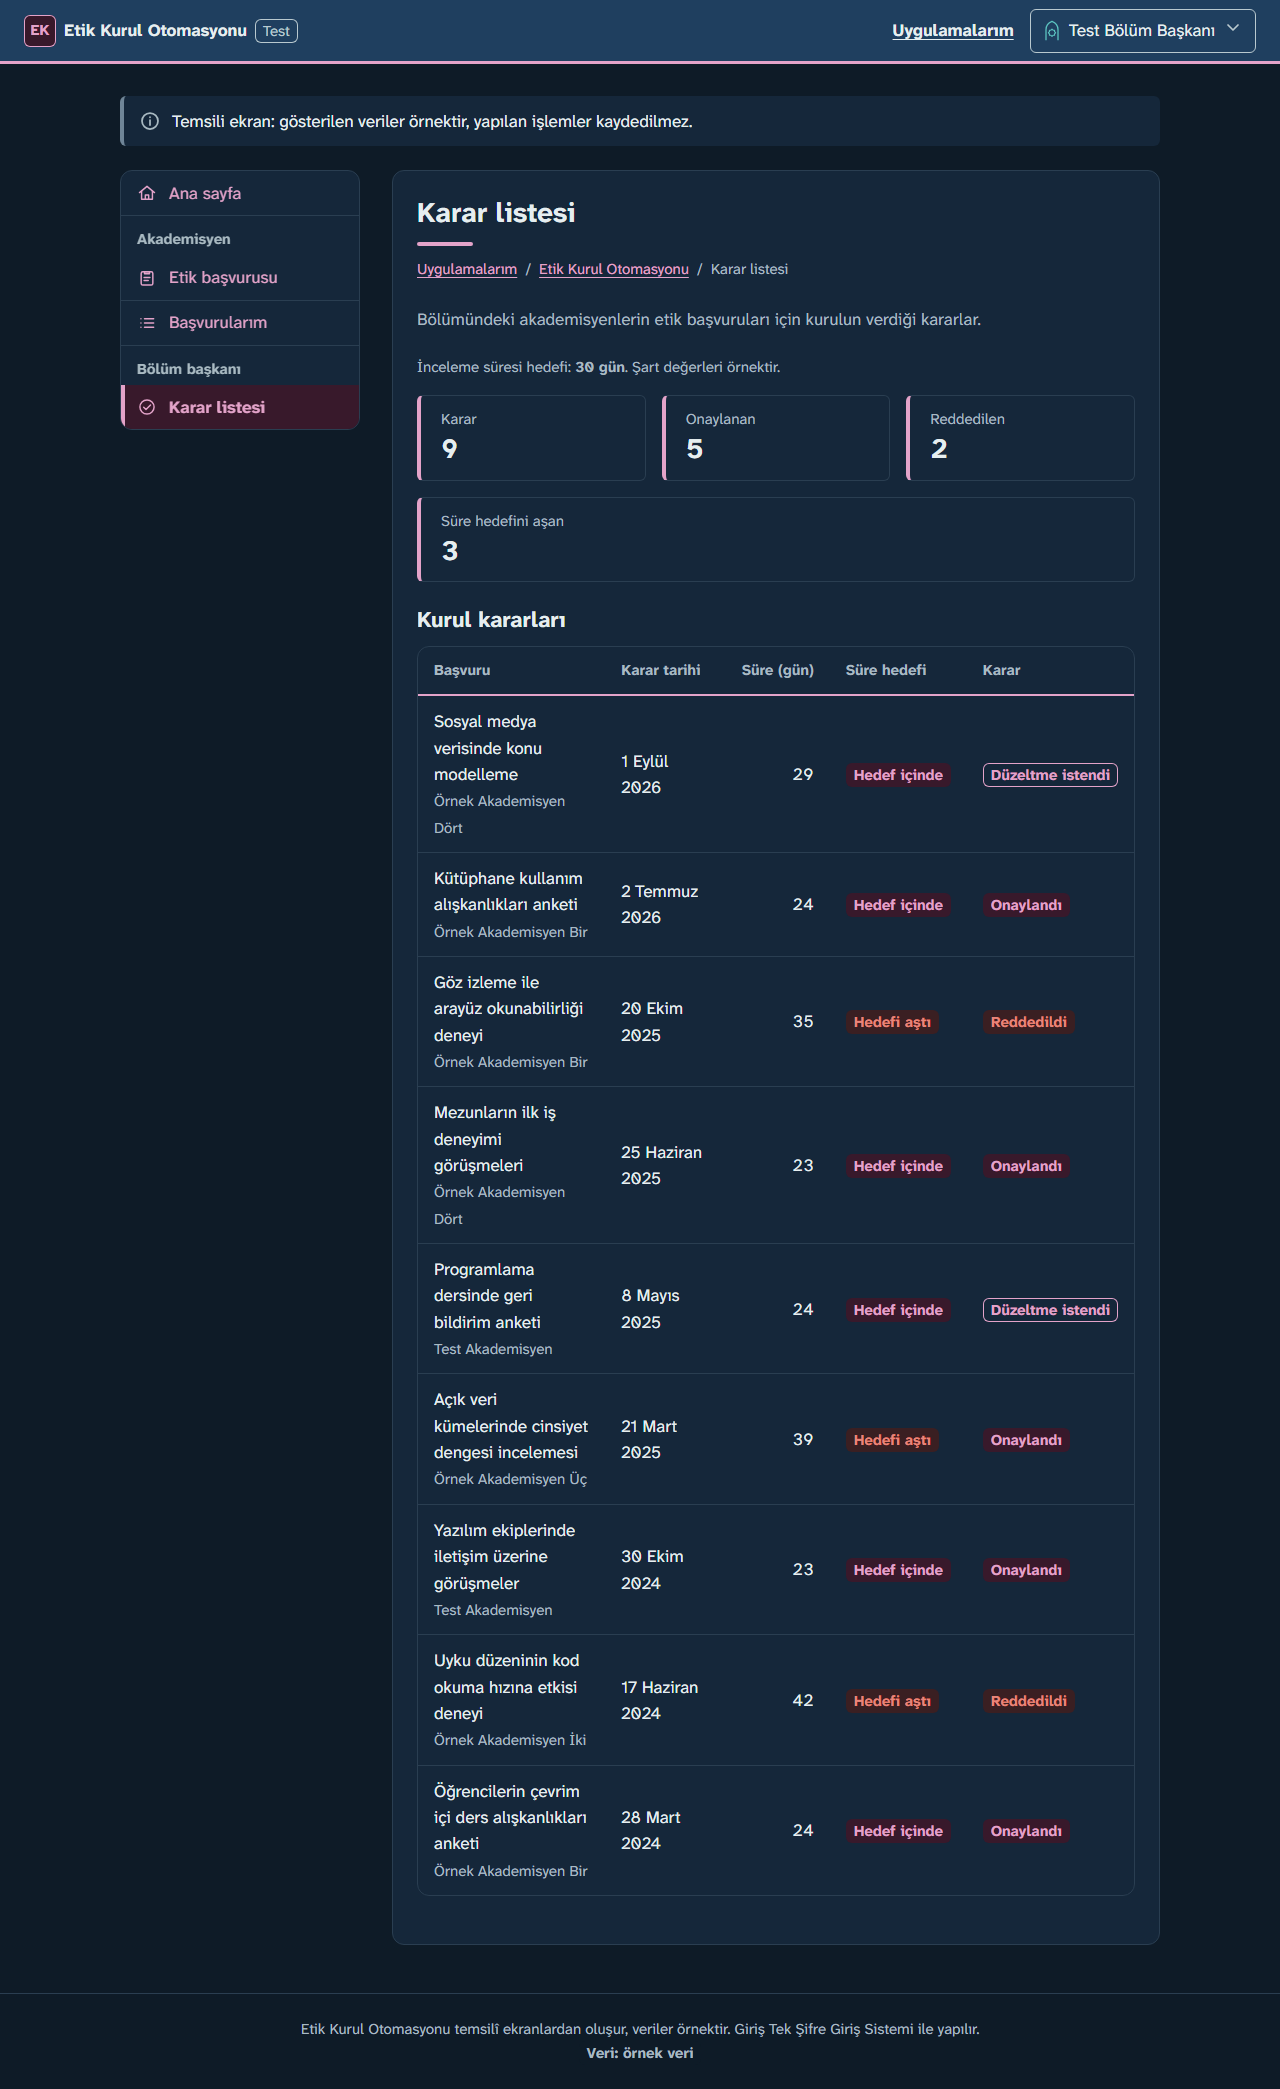 EK Etik Kurul Otomasyonu Test Uygulamalarım Test Bölüm Başkanı
Temsili ekran: gösterilen veriler örnektir, yapılan işlemler kaydedilmez.
Ana sayfa
Akademisyen
Etik başvurusu
Başvurularım
Bölüm başkanı
Karar listesi
Karar listesi
Uygulamalarım / Etik Kurul Otomasyonu / Karar listesi
Bölümündeki akademisyenlerin etik başvuruları için kurulun verdiği kararlar.
İnceleme süresi hedefi: 30 gün. Şart değerleri örnektir.
Karar
9
Onaylanan
5
Reddedilen
2
Süre hedefini aşan
3
Kurul kararları
Başvuru Karar tarihi Süre (gün) Süre hedefi Karar
Sosyal medya
verisinde konu
modelleme
Örnek Akademisyen
Dört
1 Eylül
2026
29
Hedef içinde
Düzeltme istendi
Kütüphane kullanım
alışkanlıkları anketi
Örnek Akademisyen Bir
2 Temmuz
2026
24
Hedef içinde
Onaylandı
Göz izleme ile
arayüz okunabilirliği
deneyi
Örnek Akademisyen Bir
20 Ekim
2025
35
Hedefi aştı
Reddedildi
Mezunların ilk iş
deneyimi
görüşmeleri
Örnek Akademisyen
Dört
25 Haziran
2025
23
Hedef içinde
Onaylandı
Programlama
dersinde geri
bildirim anketi
Test Akademisyen
8 Mayıs
2025
24
Hedef içinde
Düzeltme istendi
Açık veri
kümelerinde cinsiyet
dengesi incelemesi
Örnek Akademisyen Üç
21 Mart
2025
39
Hedefi aştı
Onaylandı
Yazılım ekiplerinde
iletişim üzerine
görüşmeler
Test Akademisyen
30 Ekim
2024
23
Hedef içinde
Onaylandı
Uyku düzeninin kod
okuma hızına etkisi
deneyi
Örnek Akademisyen İki
17 Haziran
2024
42
Hedefi aştı
Reddedildi
Öğrencilerin çevrim
içi ders alışkanlıkları
anketi
Örnek Akademisyen Bir
28 Mart
2024
24
Hedef içinde
Onaylandı
Etik Kurul Otomasyonu temsilî ekranlardan oluşur, veriler örnektir. Giriş Tek Şifre Giriş Sistemi ile yapılır.
Veri: örnek veri